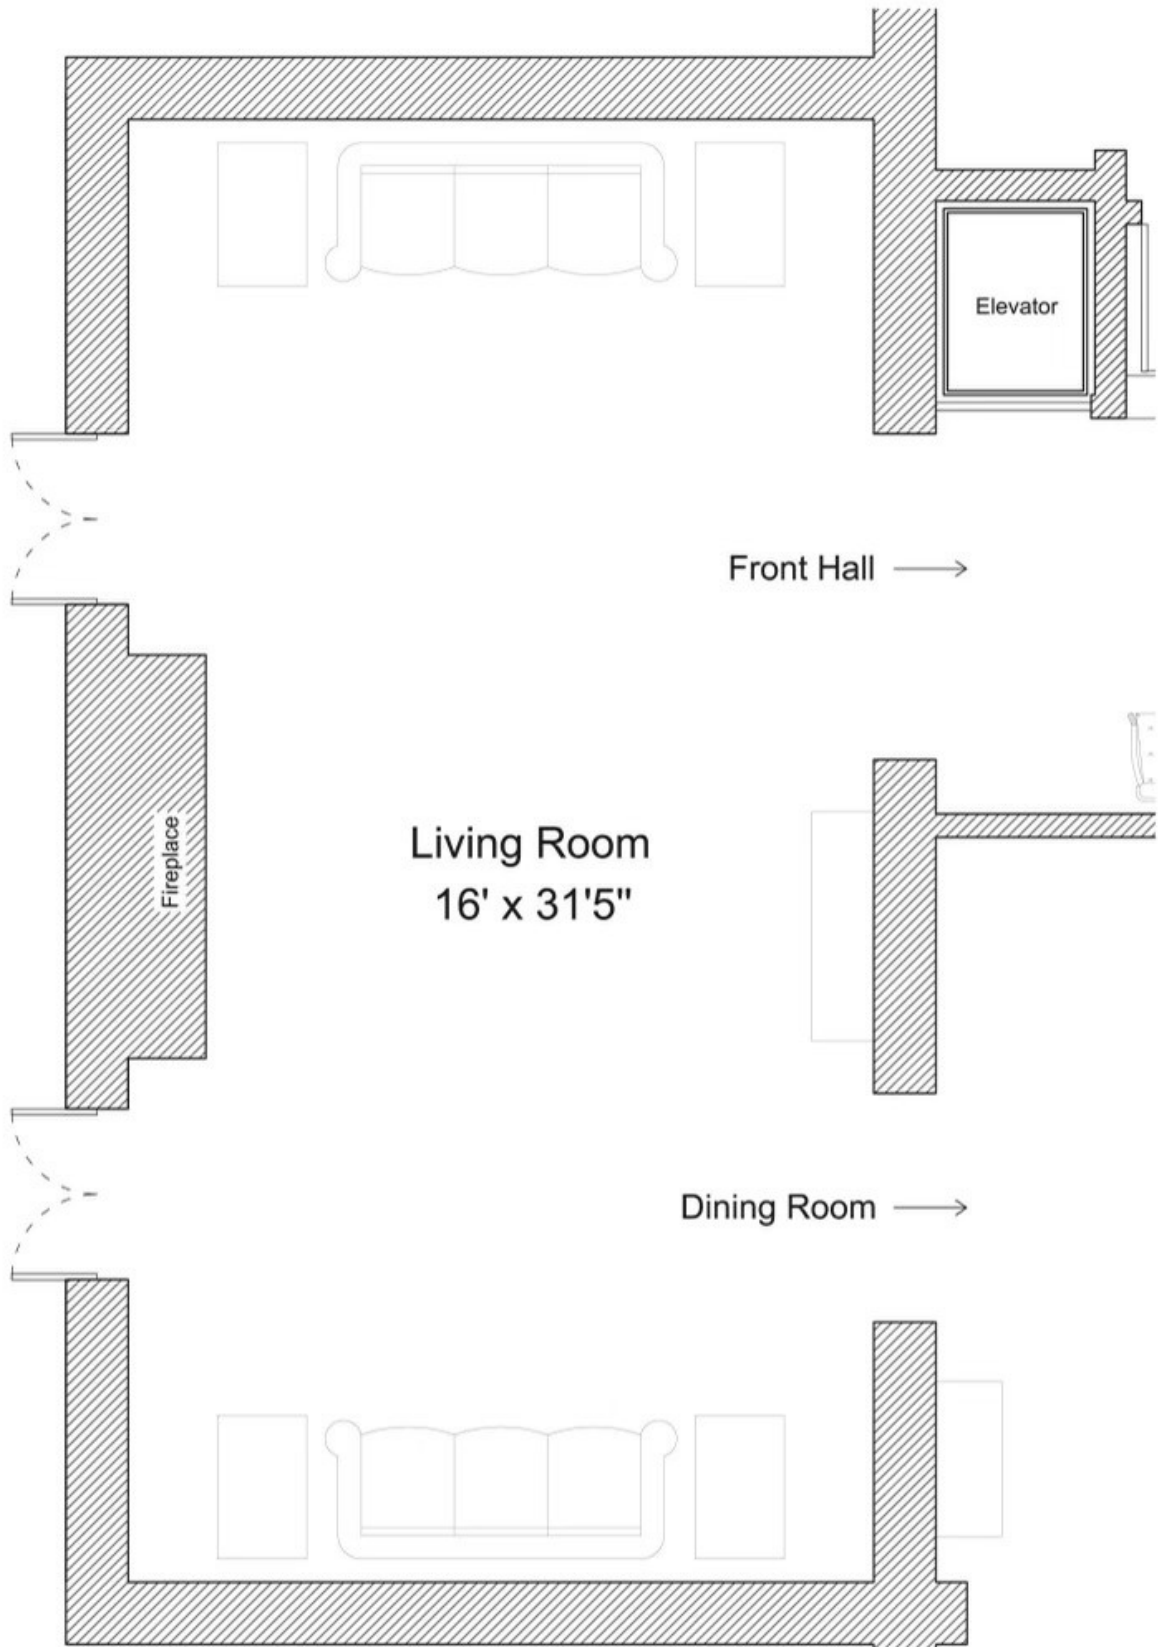 Elevator
Front Hall
Fireplace
Living Room
16' x 31'5"
Dining Room